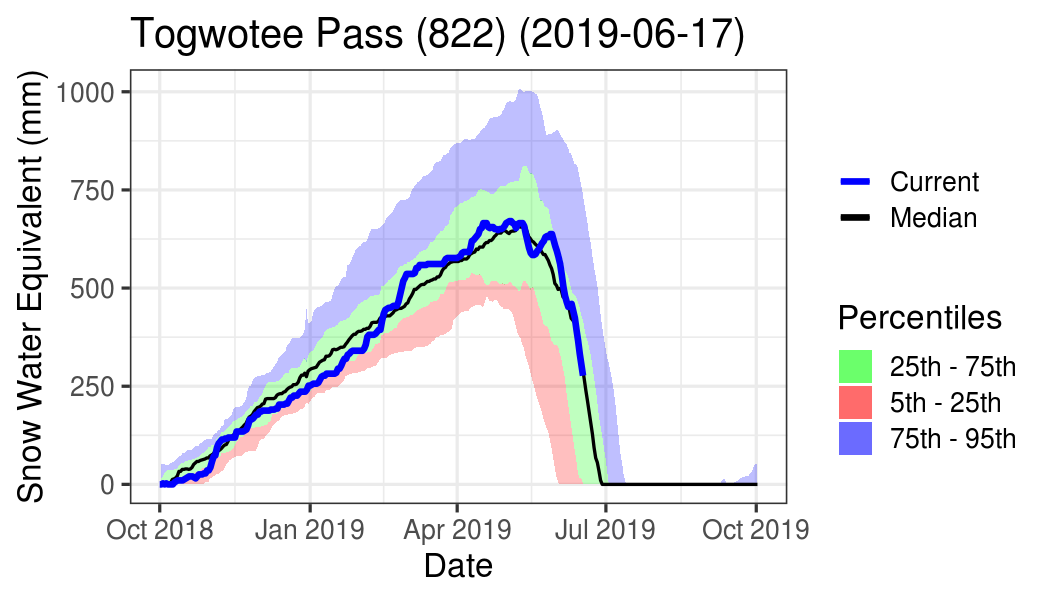 Togwotee Pass (822) (2019-06-17)
Snow Water Equivalent (mm)
1000
750
500
250
0
Oct 2018
Jan 2019
Apr 2019
Jul 2019
Oct 2019
Date
Current
Median
Percentiles
25th - 75th
5th - 25th
75th - 95th